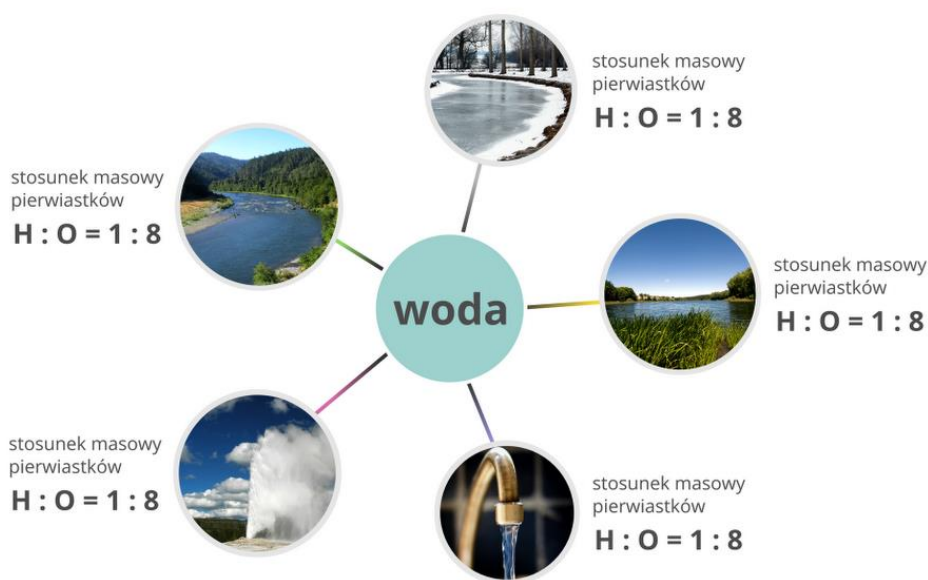 stosunek masowy
pierwiastków
H : O = 1 : 8
stosunek masowy
pierwiastków
H : O = 1 : 8
stosunek masowy
pierwiastków
H : O = 1 : 8
woda
stosunek masowy
pierwiastków
H : O = 1 : 8
stosunek masowy
pierwiastków
H : O = 1 : 8